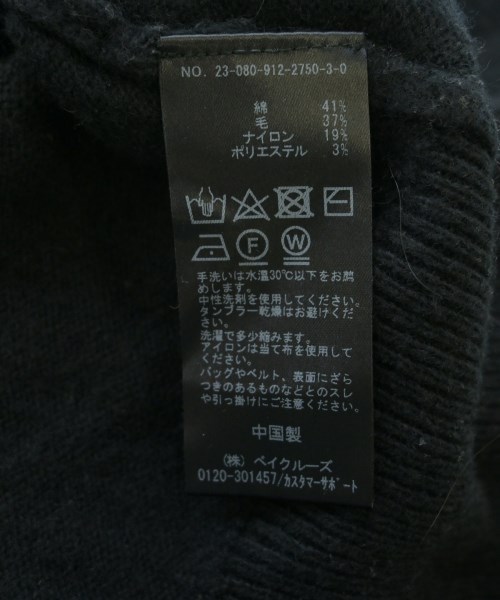 NO. 23-080-912-2750-3-0
綿 41%
毛 37%
ナイロン 19%
ポリエステル 3%
F W
手洗いは水温30℃以下をお薦
めします。
中性洗剤を使用してください。
タンブラー乾燥はお避けくださ
い。
洗濯で多少縮みます。
アイロンは当て布を使用して
ください。
バッグやベルト、表面にざら
つきのあるものなどとのスレ
や引っ掛けにご注意ください。
中国製
(株) ベイクルーズ
0120-301457/カスタマーサポート